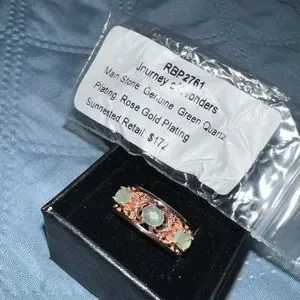 RBP2761
Journey of Wonders
Main Stone: Genuine Green Quartz
Plating: Rose Gold Plating
Suggested Retail: $172